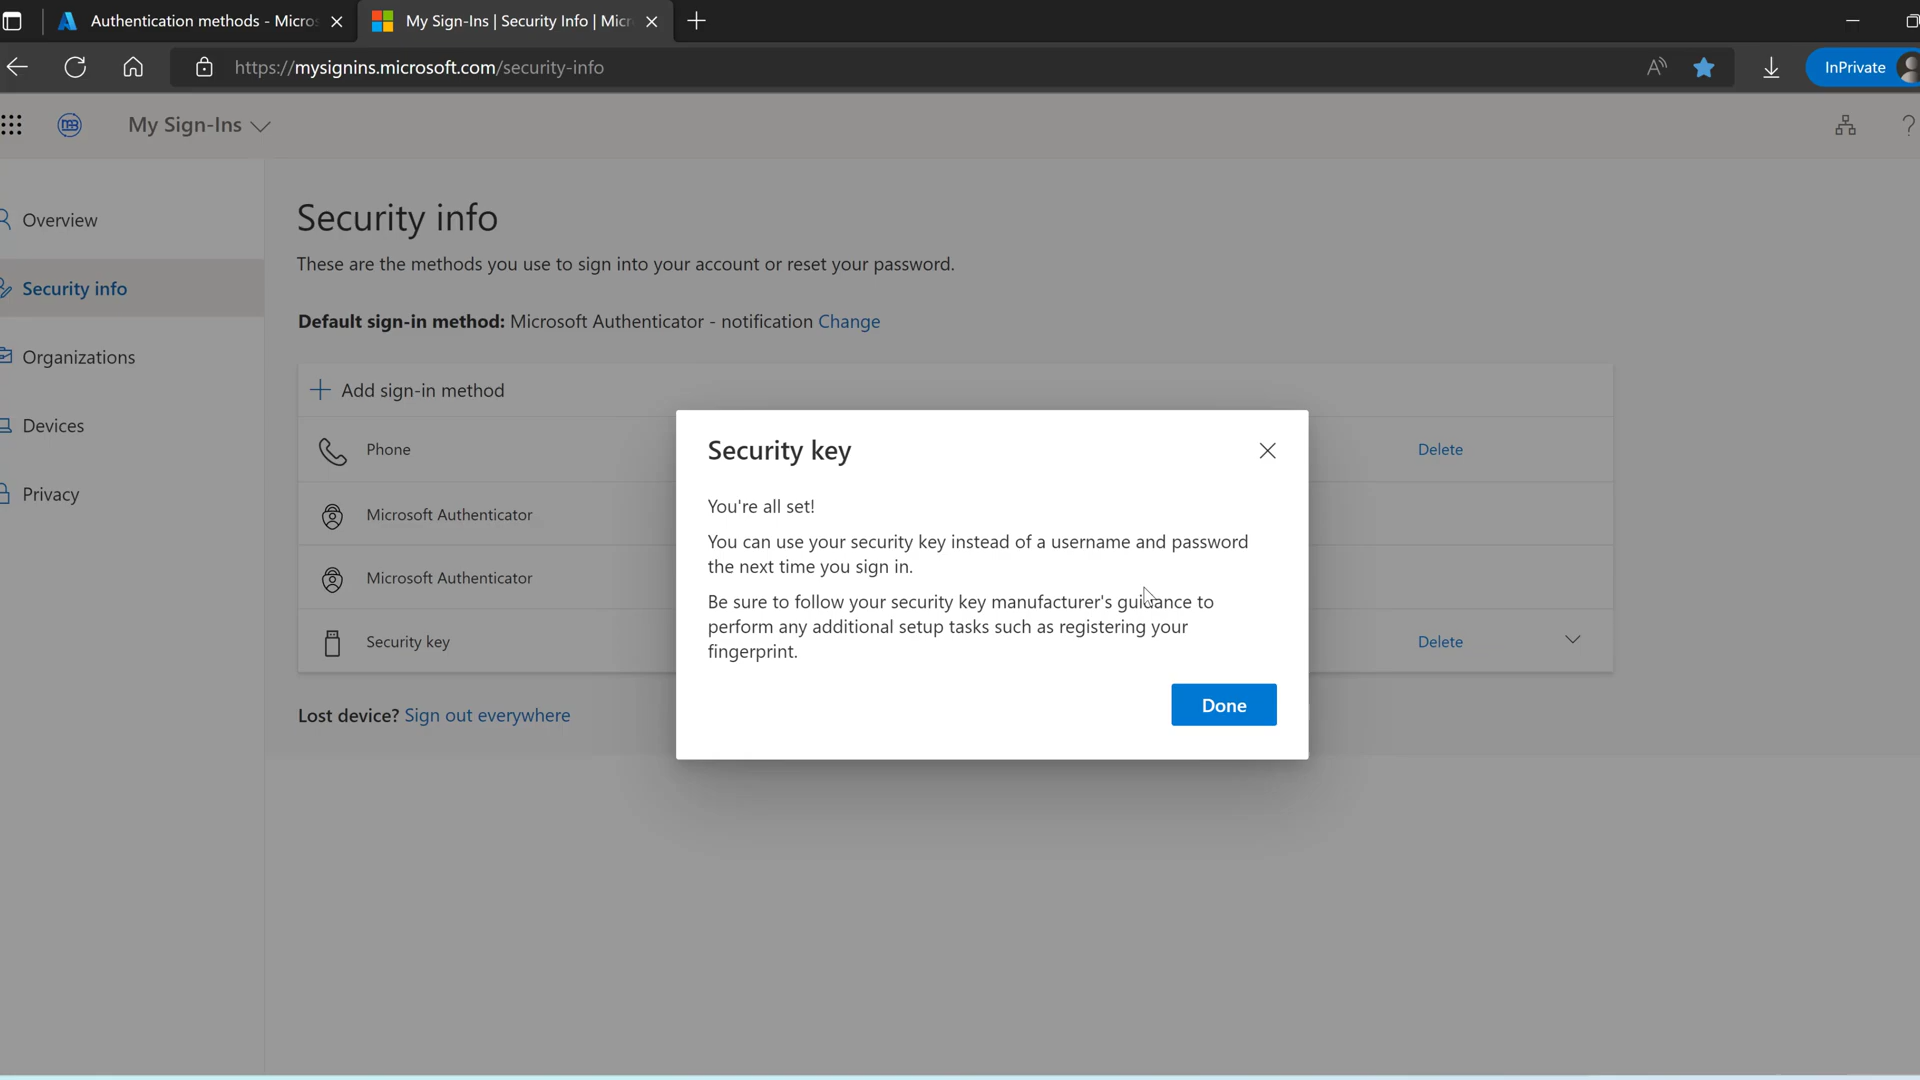 Authentication methods - Micros
My Sign-Ins | Security Info | Micr
https://mysignins.microsoft.com/security-info
InPrivate
My Sign-Ins
?
Overview
Security info
Organizations
Devices
Privacy
Security info
These are the methods you use to sign into your account or reset your password.
Default sign-in method: Microsoft Authenticator - notification Change
Add sign-in method
Phone
Delete
Microsoft Authenticator
Microsoft Authenticator
Security key
Delete
Lost device? Sign out everywhere
Security key
You're all set!
You can use your security key instead of a username and password
the next time you sign in.
Be sure to follow your security key manufacturer's guidance to
perform any additional setup tasks such as registering your
fingerprint.
Done